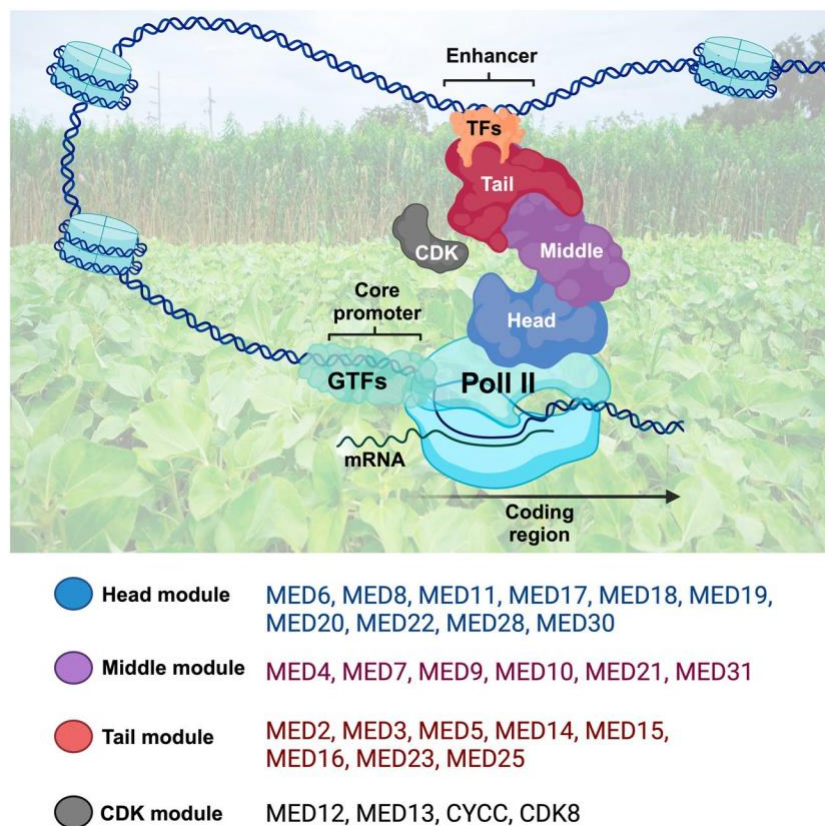 Enhancer
TFs
Tail
CDK
Middle
Core
promoter
Head
GTFs
Poll II
mRNA
Coding
region
Head module
MED6, MED8, MED11, MED17, MED18, MED19,
MED20, MED22, MED28, MED30
Middle module
MED4, MED7, MED9, MED10, MED21, MED31
Tail module
MED2, MED3, MED5, MED14, MED15,
MED16, MED23, MED25
CDK module
MED12, MED13, CYCC, CDK8